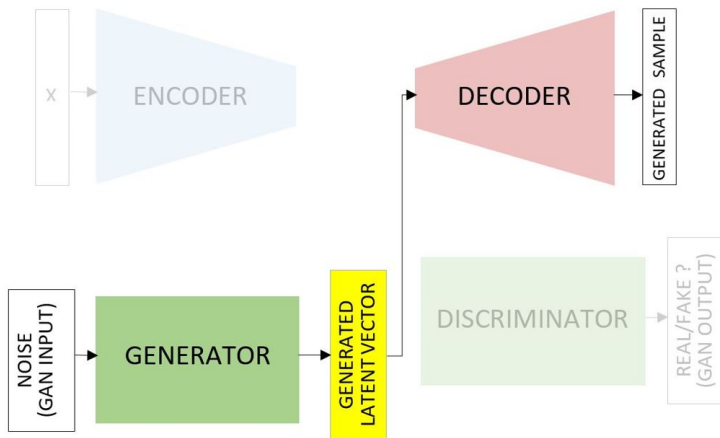 X
ENCODER
DECODER
GENERATED SAMPLE
NOISE
(GAN INPUT)
GENERATOR
GENERATED
LATENT VECTOR
DISCRIMINATOR
REAL/FAKE ?
(GAN OUTPUT)